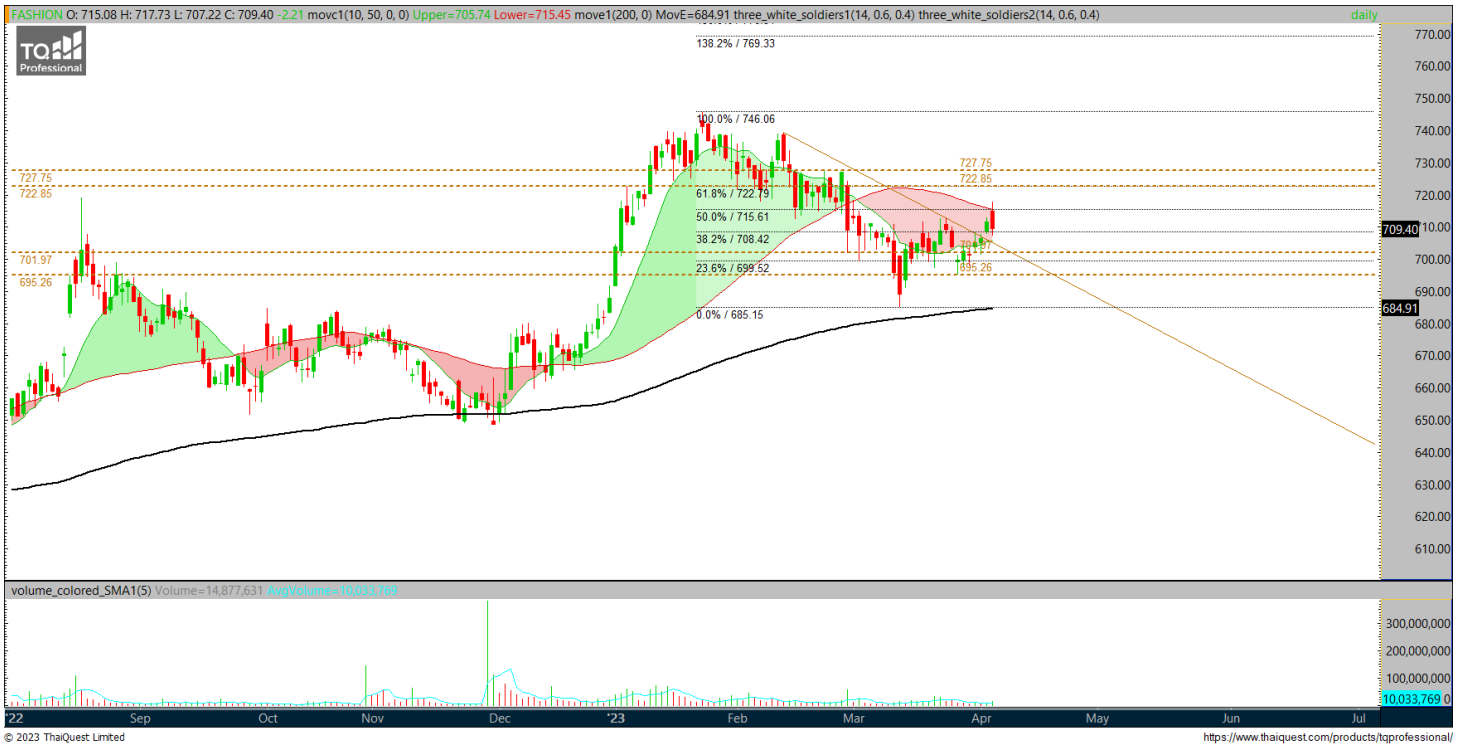 FASHION O: 715.08 H: 717.73 L: 707.22 C: 709.40 -2.21 movc1(10, 50, 0, 0) Upper=705.74 Lower=715.45 move1(200, 0) MovE=684.91 three_white_soldiers1(14, 0.6, 0.4) three_white_soldiers2(14, 0.6, 0.4) daily
TQ
Professional
138.2% / 769.33
100.0% / 746.06
727.75
727.75
722.85
722.85
61.8% / 722.79
50.0% / 715.61
38.2% / 708.42
701.97
701.97
23.6% / 699.52
695.26
695.26
0.0% / 685.15
770.00
760.00
750.00
740.00
730.00
720.00
710.00
709.40
700.00
690.00
684.91
680.00
670.00
660.00
650.00
640.00
630.00
620.00
610.00
volume_colored_SMA1(5) Volume=14,877,631 AvgVolume=10,033,769
300,000,000
200,000,000
100,000,000
10,033,769 0
'22 Sep Oct Nov Dec '23 Feb Mar Apr May Jun Jul
© 2023 ThaiQuest Limited https://www.thaiquest.com/products/tqprofessional/